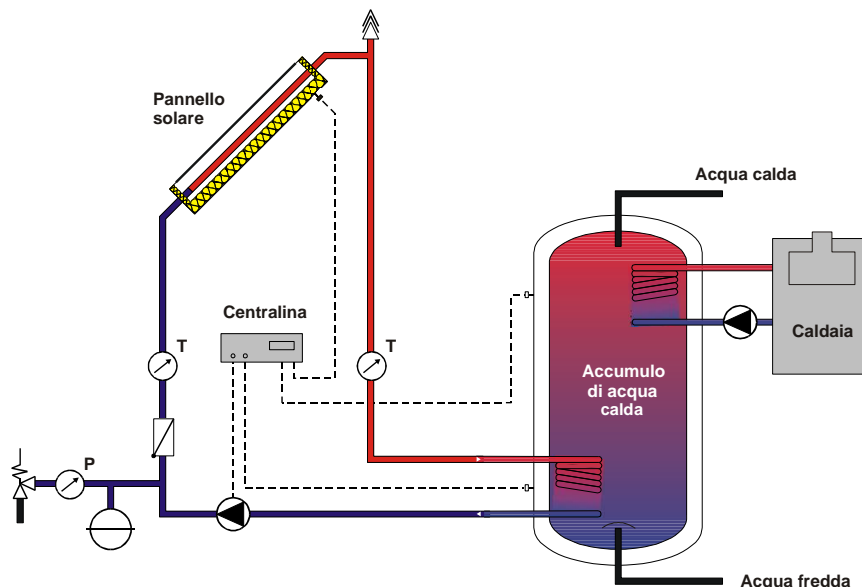 Pannello
solare
Acqua calda
Centralina
T
T
Caldaia
Accumulo
di acqua
calda
P
Acqua fredda